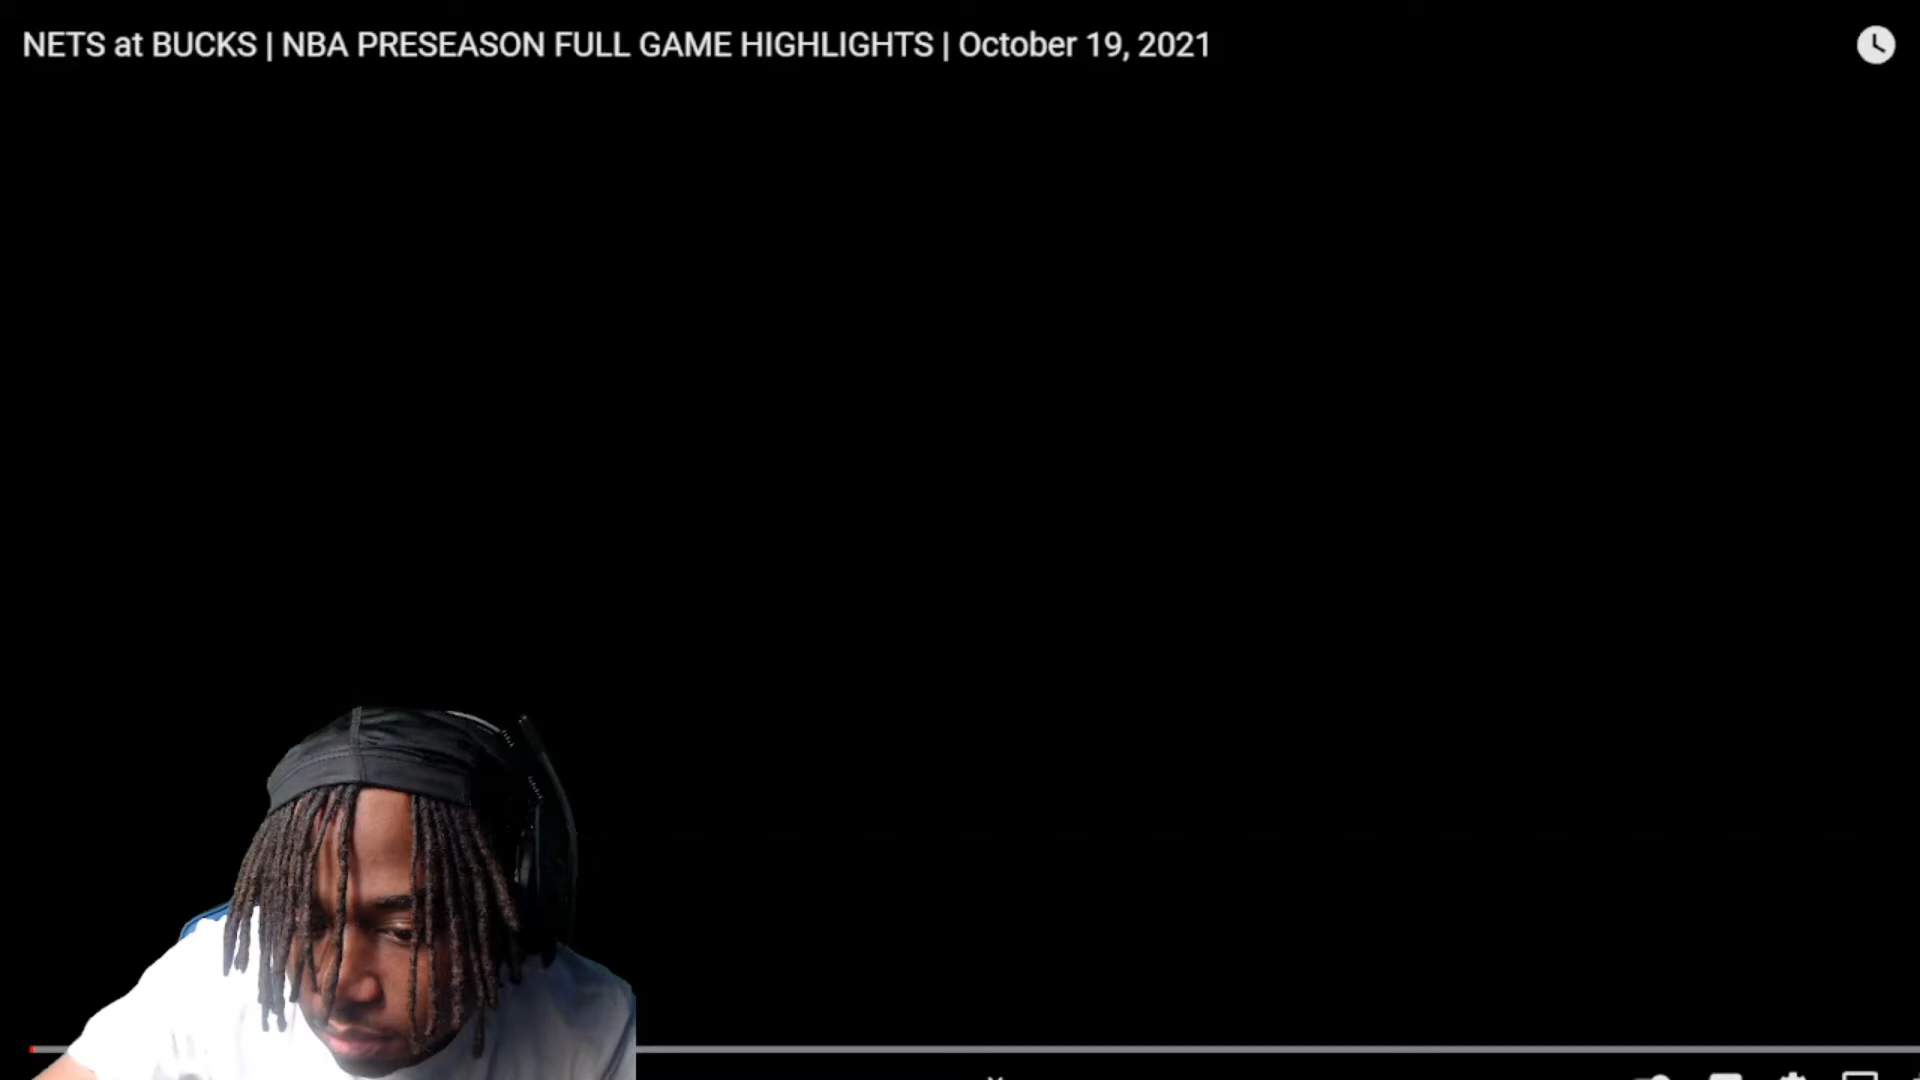 NETS at BUCKS | NBA PRESEASON FULL GAME HIGHLIGHTS | October 19, 2021